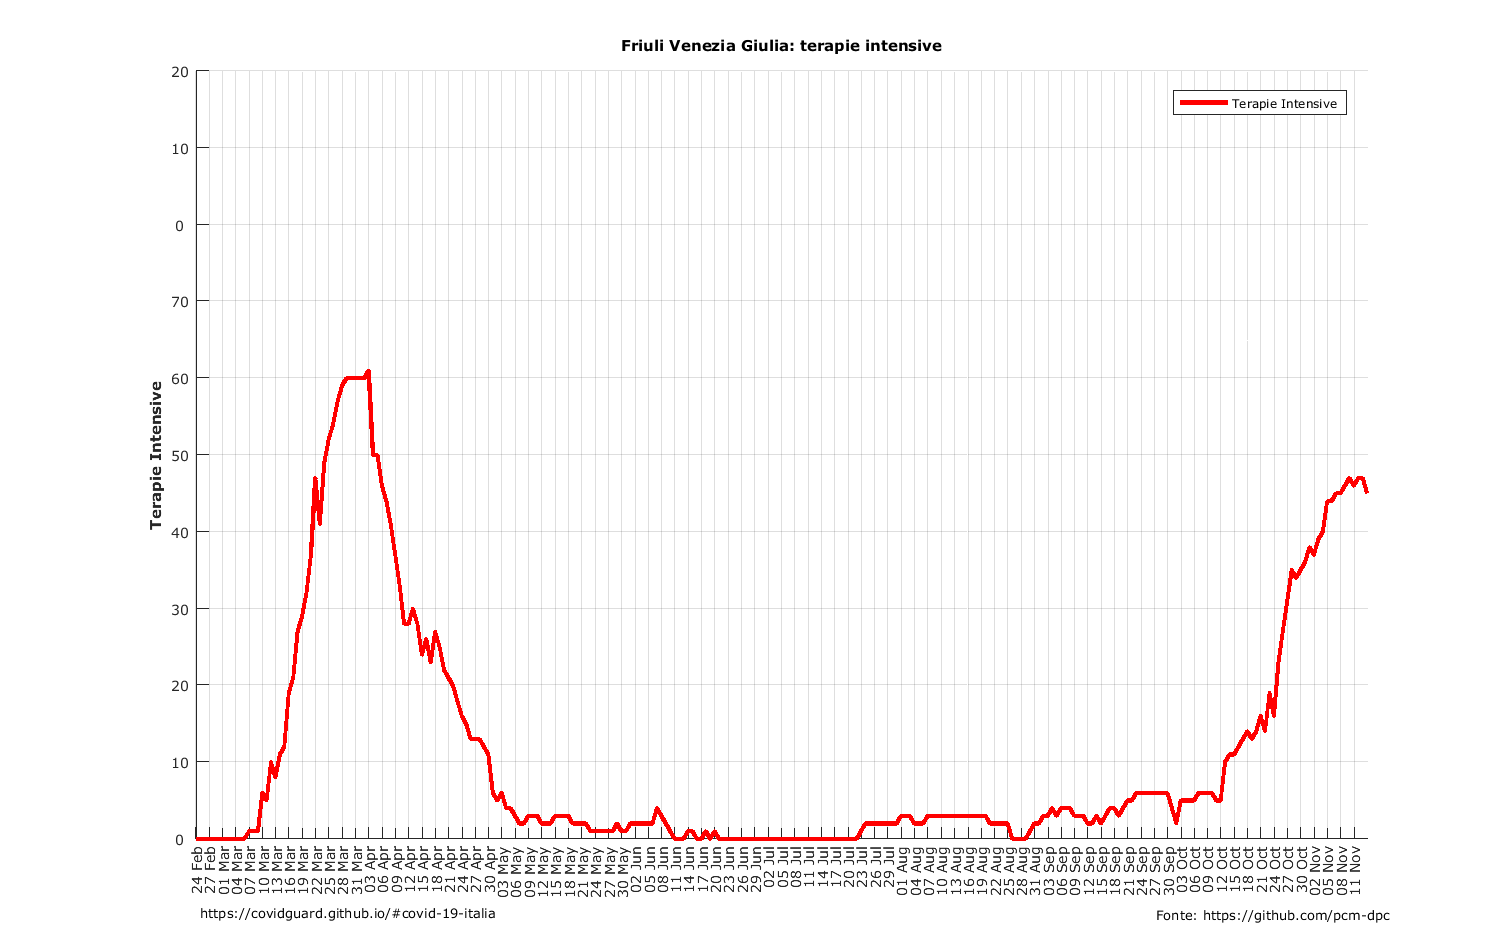 Friuli Venezia Giulia: terapie intensive
20
10
0
70
60
50
40
30
20
10
0
Terapie Intensive
Terapie Intensive
24 Feb
27 Feb
01 Mar
04 Mar
07 Mar
10 Mar
13 Mar
16 Mar
19 Mar
22 Mar
25 Mar
28 Mar
31 Mar
03 Apr
06 Apr
09 Apr
12 Apr
15 Apr
18 Apr
21 Apr
24 Apr
27 Apr
30 Apr
03 May
06 May
09 May
12 May
15 May
18 May
21 May
24 May
27 May
30 May
02 Jun
05 Jun
08 Jun
11 Jun
14 Jun
17 Jun
20 Jun
23 Jun
26 Jun
29 Jun
02 Jul
05 Jul
08 Jul
11 Jul
14 Jul
17 Jul
20 Jul
23 Jul
26 Jul
29 Jul
01 Aug
04 Aug
07 Aug
10 Aug
13 Aug
16 Aug
19 Aug
22 Aug
25 Aug
28 Aug
31 Aug
03 Sep
06 Sep
09 Sep
12 Sep
15 Sep
18 Sep
21 Sep
24 Sep
27 Sep
30 Sep
03 Oct
06 Oct
09 Oct
12 Oct
15 Oct
18 Oct
21 Oct
24 Oct
27 Oct
30 Oct
02 Nov
05 Nov
08 Nov
11 Nov
https://covidguard.github.io/#covid-19-italia
Fonte: https://github.com/pcm-dpc